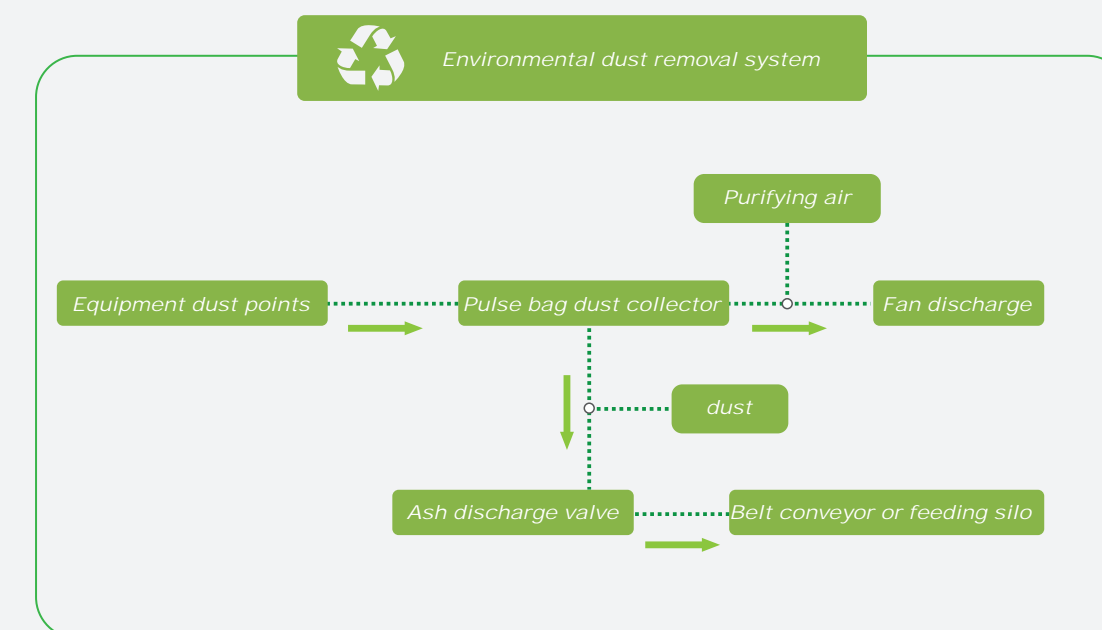 Environmental dust removal system
Purifying air
Equipment dust points
Pulse bag dust collector
Fan discharge
dust
Ash discharge valve
Belt conveyor or feeding silo